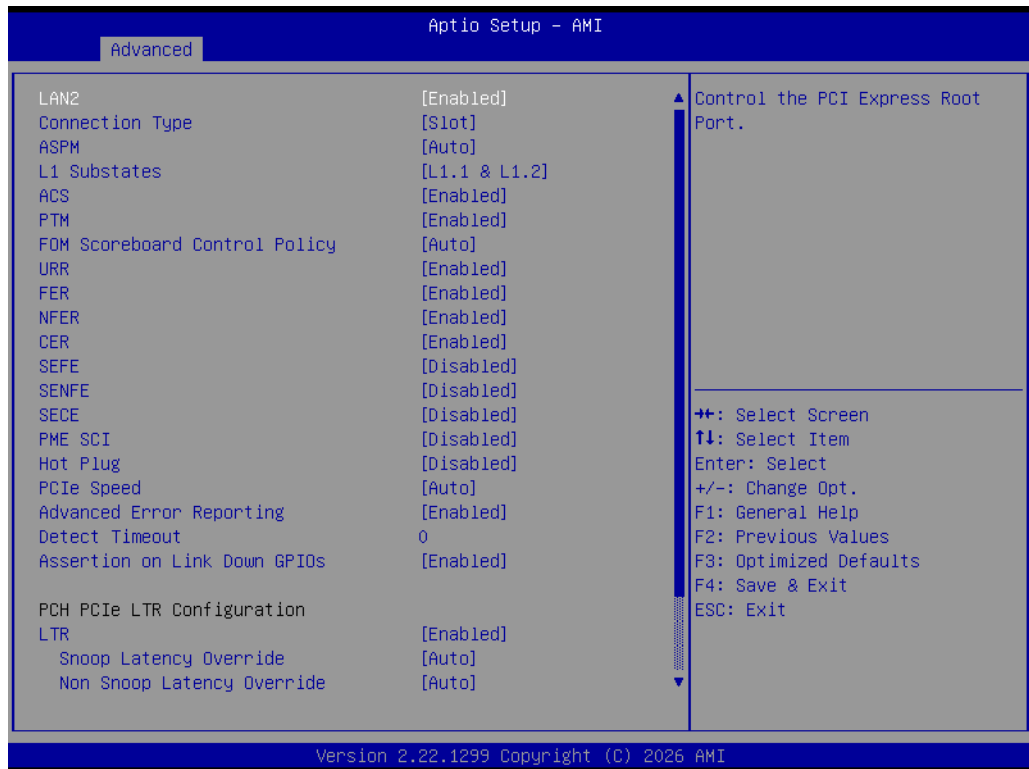 Aptio Setup – AMI
Advanced
LAN2 [Enabled]
Connection Type [Slot]
ASPM [Auto]
L1 Substates [L1.1 & L1.2]
ACS [Enabled]
PTM [Enabled]
FOM Scoreboard Control Policy [Auto]
URR [Enabled]
FER [Enabled]
NFER [Enabled]
CER [Enabled]
SEFE [Disabled]
SENFE [Disabled]
SECE [Disabled]
PME SCI [Disabled]
Hot Plug [Disabled]
PCIe Speed [Auto]
Advanced Error Reporting [Enabled]
Detect Timeout 0
Assertion on Link Down GPIOs [Enabled]
PCH PCIe LTR Configuration
LTR [Enabled]
Snoop Latency Override [Auto]
Non Snoop Latency Override [Auto]
Control the PCI Express Root
Port.
→←: Select Screen
↑↓: Select Item
Enter: Select
+/-: Change Opt.
F1: General Help
F2: Previous Values
F3: Optimized Defaults
F4: Save & Exit
ESC: Exit
Version 2.22.1299 Copyright (C) 2026 AMI